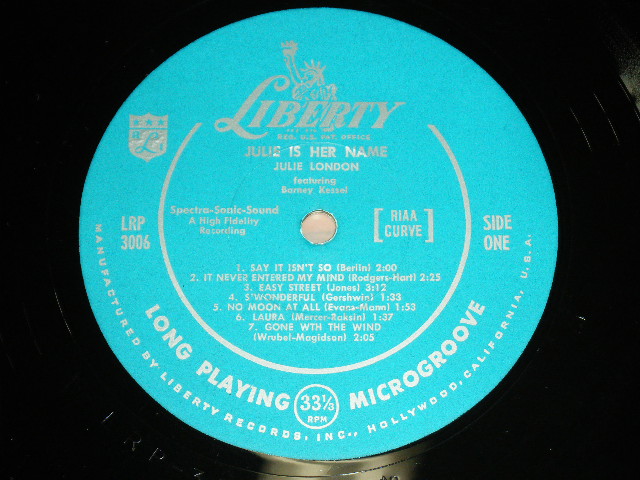 LIBERTY
REG. U.S. PAT. OFFICE
JULIE IS HER NAME
JULIE LONDON
featuring
Barney Kessel
Spectra-Sonic-Sound
A High Fidelity
Recording
LRP
3006
[RIAA
CURVE]
SIDE
ONE
1. SAY IT ISN'T SO (Berlin) 2:00
2. IT NEVER ENTERED MY MIND (Rodgers-Hart) 2:25
3. EASY STREET (Jones) 3:12
4. S'WONDERFUL (Gershwin) 1:33
5. NO MOON AT ALL (Evans-Mann) 1:53
6. LAURA (Mercer-Raksin) 1:37
7. GONE WTH THE WIND
(Wrubel-Magidson) 2:05
LONG PLAYING MICROGROOVE
33⅓
RPM
MANUFACTURED BY LIBERTY RECORDS, INC., HOLLYWOOD, CALIFORNIA, U.S.A.